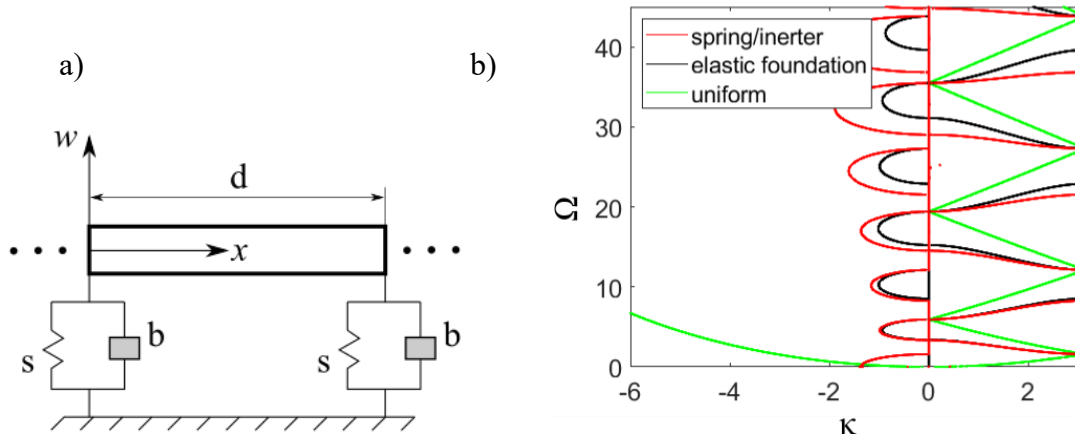 a)
b)
w
d
x
s
b
s
b
spring/inerter
elastic foundation
uniform
40
30
20
10
0
Ω
-6
-4
-2
0
2
κ